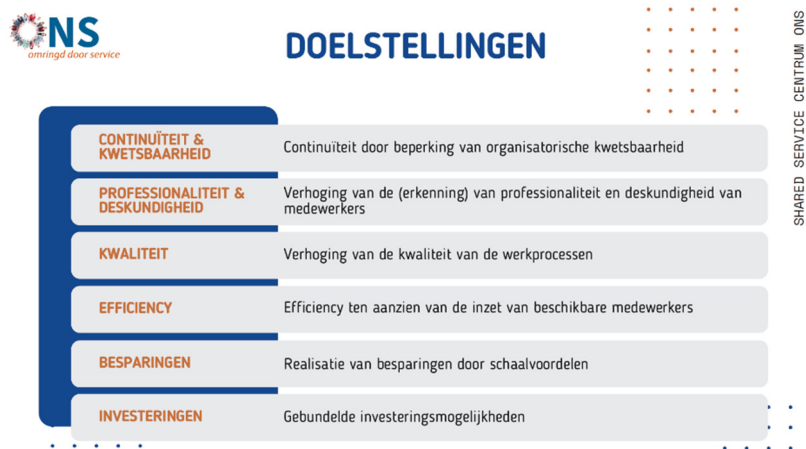 ONS
omringd door service
DOELSTELLINGEN
SHARED SERVICE CENTRUM ONS
CONTINUÏTEIT &
KWETSBAARHEID
Continuïteit door beperking van organisatorische kwetsbaarheid
PROFESSIONALITEIT &
DESKUNDIGHEID
Verhoging van de (erkenning) van professionaliteit en deskundigheid van
medewerkers
KWALITEIT
Verhoging van de kwaliteit van de werkprocessen
EFFICIENCY
Efficiency ten aanzien van de inzet van beschikbare medewerkers
BESPARINGEN
Realisatie van besparingen door schaalvoordelen
INVESTERINGEN
Gebundelde investeringsmogelijkheden